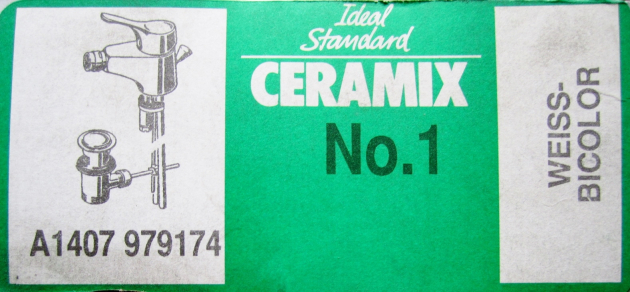 Ideal
Standard
CERAMIX
No.1
A1407 979174
WEISS-
BICOLOR